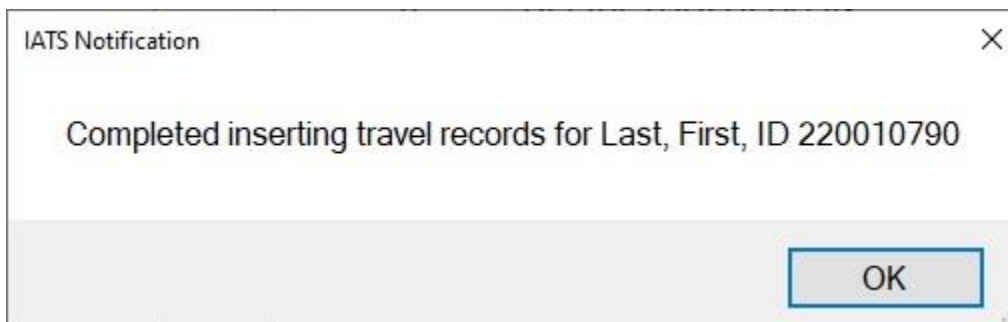 IATS Notification
Completed inserting travel records for Last, First, ID 220010790
OK